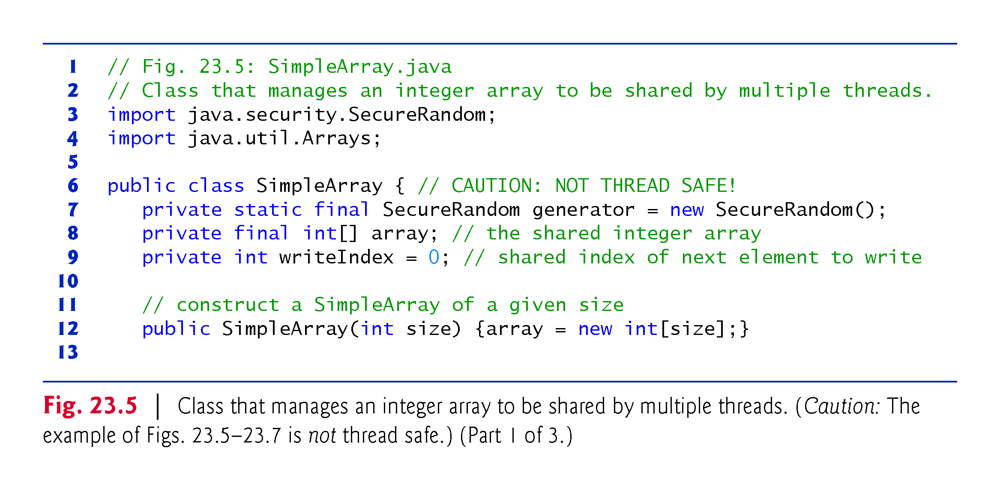 1 // Fig. 23.5: SimpleArray.java
2 // Class that manages an integer array to be shared by multiple threads.
3 import java.security.SecureRandom;
4 import java.util.Arrays;
5
6 public class SimpleArray { // CAUTION: NOT THREAD SAFE!
7    private static final SecureRandom generator = new SecureRandom();
8    private final int[] array; // the shared integer array
9    private int writeIndex = 0; // shared index of next element to write
10
11    // construct a SimpleArray of a given size
12    public SimpleArray(int size) {array = new int[size];}
13
Fig. 23.5 | Class that manages an integer array to be shared by multiple threads. (Caution: The
example of Figs. 23.5–23.7 is not thread safe.) (Part 1 of 3.)